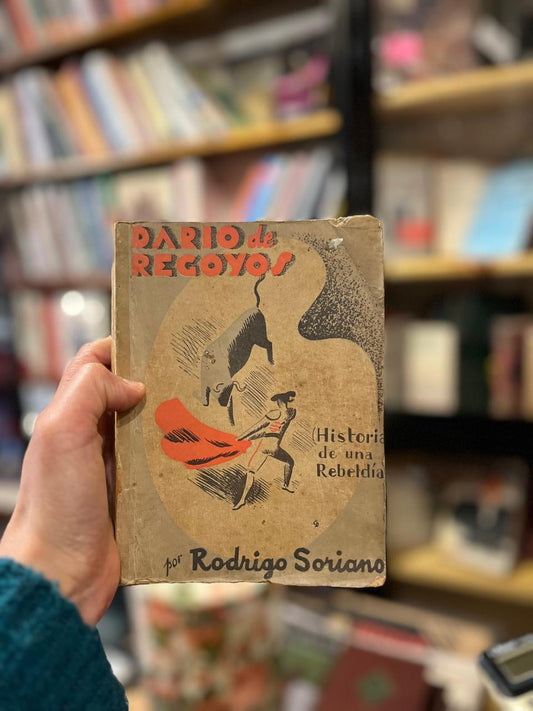 DARIO de
REGOYOS
(Historia
de una
Rebeldía
por Rodrigo Soriano